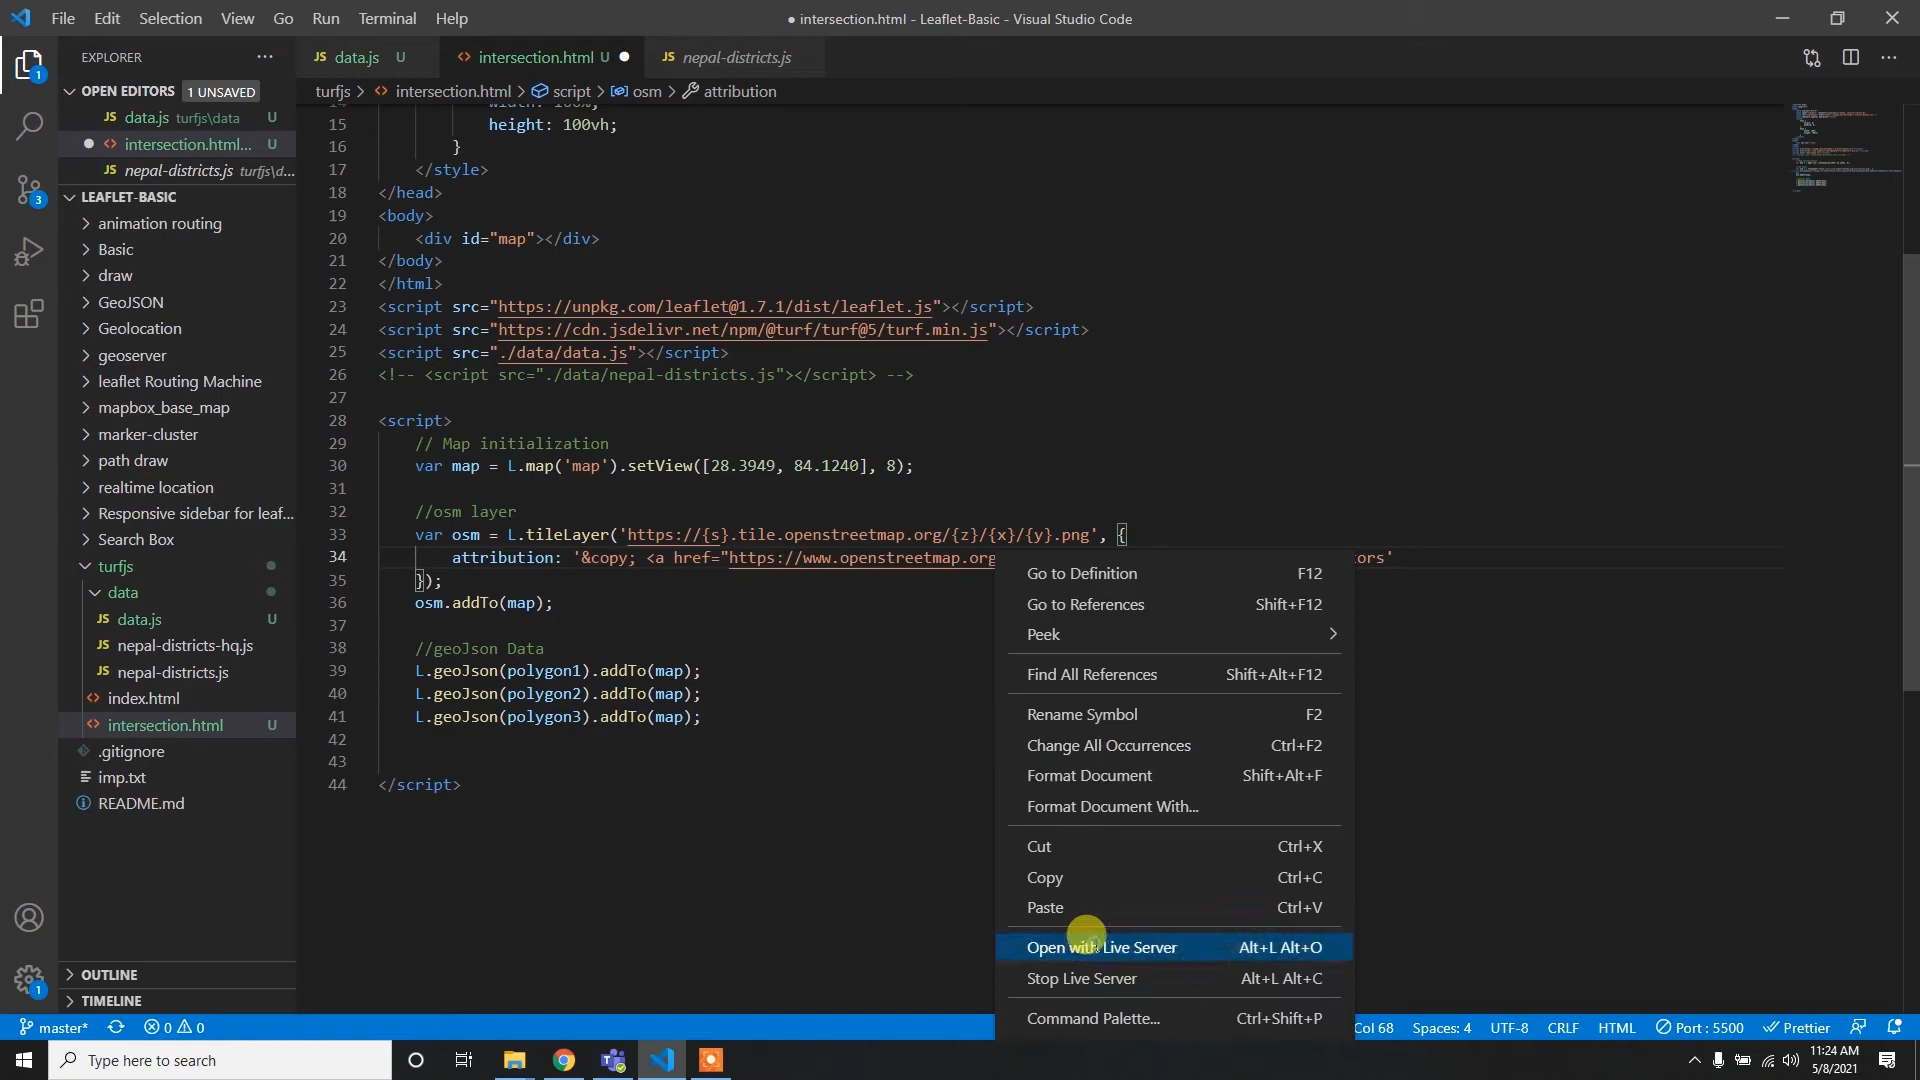 File Edit Selection View Go Run Terminal Help
● intersection.html - Leaflet-Basic - Visual Studio Code
EXPLORER
OPEN EDITORS 1 UNSAVED
JS data.js turfjs\data U
intersection.html... U
JS nepal-districts.js turfjs\d...
LEAFLET-BASIC
animation routing
Basic
draw
GeoJSON
Geolocation
geoserver
leaflet Routing Machine
mapbox_base_map
marker-cluster
path draw
realtime location
Responsive sidebar for leaf...
Search Box
turfjs
data
JS data.js U
JS nepal-districts-hq.js
JS nepal-districts.js
index.html
intersection.html U
.gitignore
imp.txt
README.md
OUTLINE
TIMELINE
1
3
1
JS data.js U
intersection.html U
JS nepal-districts.js
turfjs > intersection.html > script > osm > attribution
14 width: 100%;
15 height: 100vh;
16 }
17 </style>
18 </head>
19 <body>
20 <div id="map"></div>
21 </body>
22 </html>
23 <script src="https://unpkg.com/leaflet@1.7.1/dist/leaflet.js"></script>
24 <script src="https://cdn.jsdelivr.net/npm/@turf/turf@5/turf.min.js"></script>
25 <script src="./data/data.js"></script>
26 <!-- <script src="./data/nepal-districts.js"></script> -->
27
28 <script>
29 // Map initialization
30 var map = L.map('map').setView([28.3949, 84.1240], 8);
31
32 //osm layer
33 var osm = L.tileLayer('https://{s}.tile.openstreetmap.org/{z}/{x}/{y}.png', {
34 attribution: '&copy; <a href="https://www.openstreetmap.org ors'
35 });
36 osm.addTo(map);
37
38 //geoJson Data
39 L.geoJson(polygon1).addTo(map);
40 L.geoJson(polygon2).addTo(map);
41 L.geoJson(polygon3).addTo(map);
42
43
44 </script>
Go to Definition F12
Go to References Shift+F12
Peek
Find All References Shift+Alt+F12
Rename Symbol F2
Change All Occurrences Ctrl+F2
Format Document Shift+Alt+F
Format Document With...
Cut Ctrl+X
Copy Ctrl+C
Paste Ctrl+V
Open with Live Server Alt+L Alt+O
Stop Live Server Alt+L Alt+C
Command Palette... Ctrl+Shift+P
master* 0 0 Col 68 Spaces: 4 UTF-8 CRLF HTML Port : 5500 Prettier
Type here to search
11:24 AM
5/8/2021